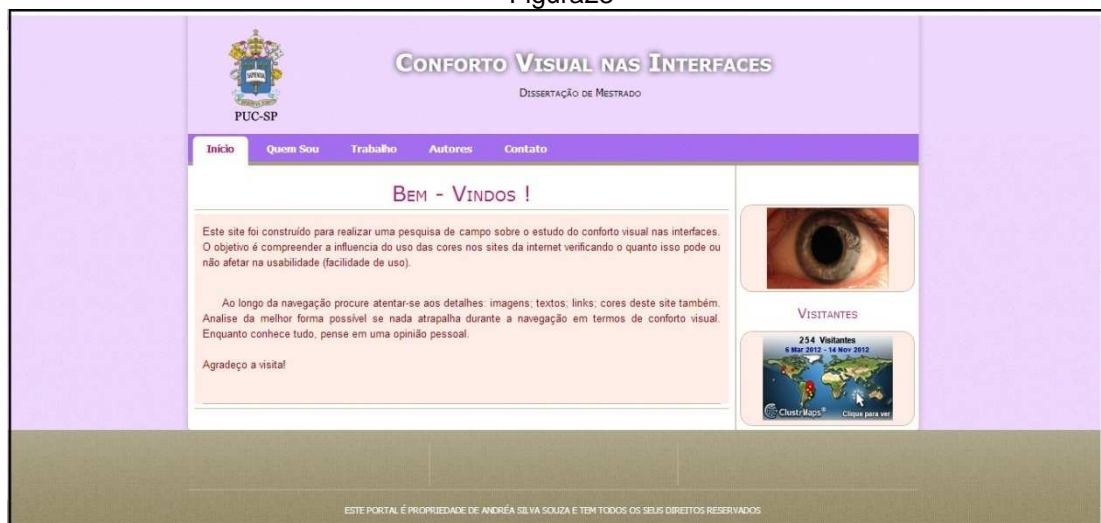 Figura28
CONFORTO VISUAL NAS INTERFACES
DISSERTAÇÃO DE MESTRADO
SAPIENTIA
PUC-SP
Início Quem Sou Trabalho Autores Contato
BEM - VINDOS !
Este site foi construído para realizar uma pesquisa de campo sobre o estudo do conforto visual nas interfaces.
O objetivo é compreender a influencia do uso das cores nos sites da internet verificando o quanto isso pode ou
não afetar na usabilidade (facilidade de uso).
Ao longo da navegação procure atentar-se aos detalhes: imagens; textos; links; cores deste site também.
Analise da melhor forma possível se nada atrapalha durante a navegação em termos de conforto visual.
Enquanto conhece tudo, pense em uma opinião pessoal.
Agradeço a visita!
VISITANTES
254 Visitantes
6 Mar 2012 - 14 Nov 2012
ClustrMaps® Clique para ver
ESTE PORTAL É PROPRIEDADE DE ANDRÉA SILVA SOUZA E TEM TODOS OS SEUS DIREITOS RESERVADOS